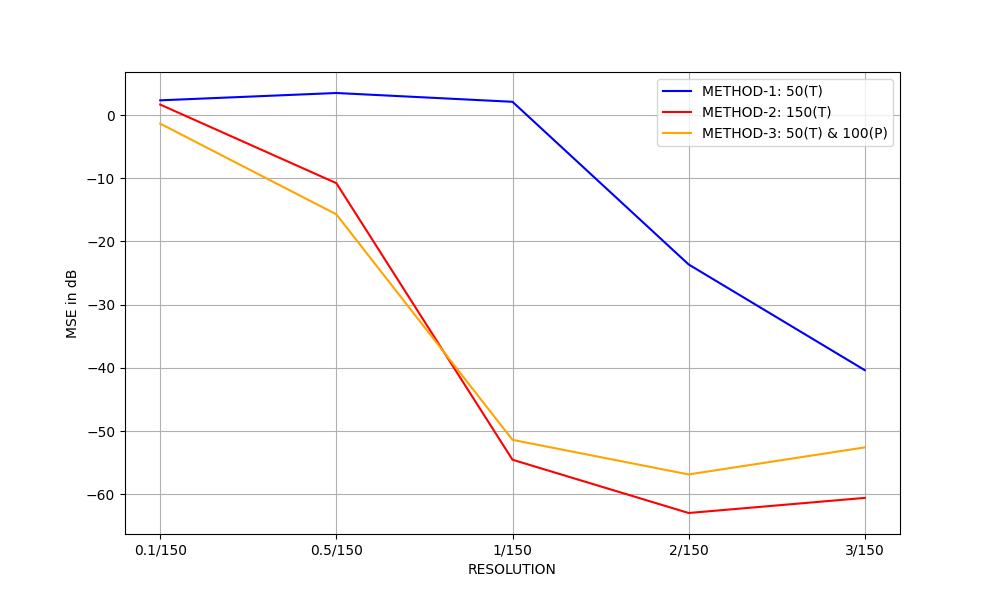 METHOD-1: 50(T)
METHOD-2: 150(T)
METHOD-3: 50(T) & 100(P)
MSE in dB
0
−10
−20
−30
−40
−50
−60
0.1/150 0.5/150 1/150 2/150 3/150
RESOLUTION